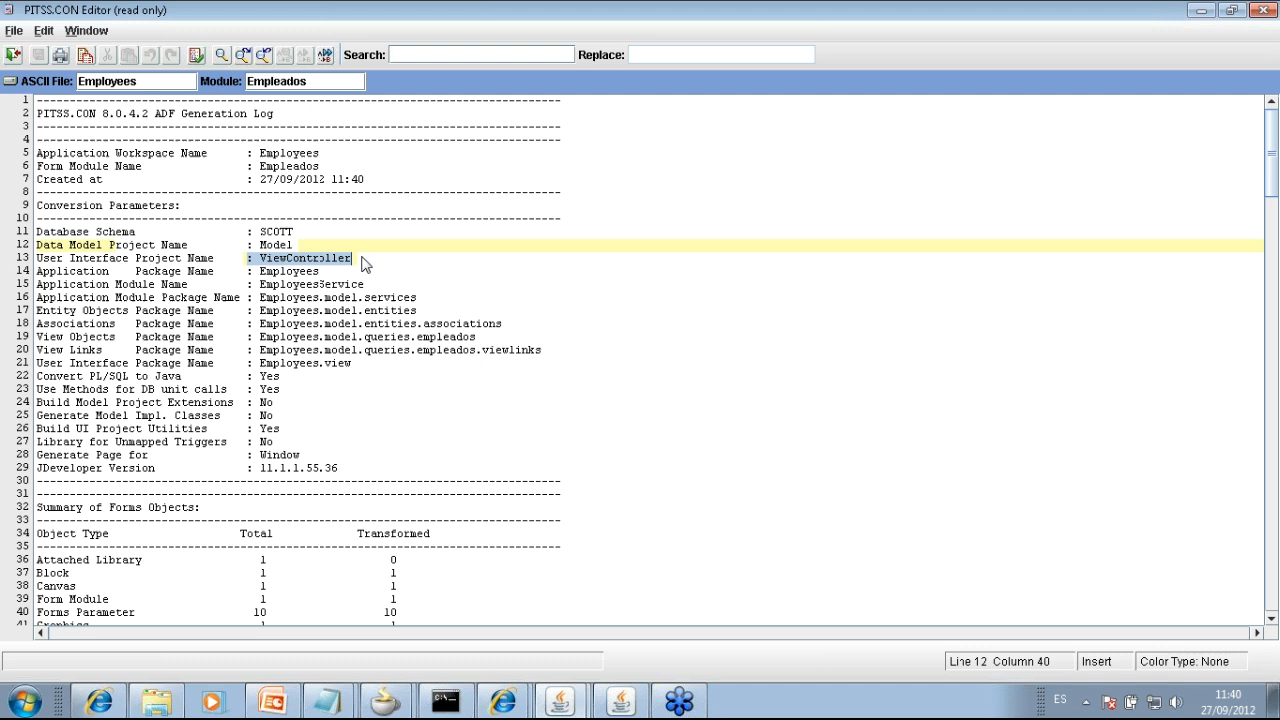 PITSS.CON Editor (read only)
File Edit Window
Search: Replace:
ASCII File: Employees Module: Empleados
1 ------------------------------------------------------------------------------
2 PITSS.CON 8.0.4.2 ADF Generation Log
3 ------------------------------------------------------------------------------
4 ------------------------------------------------------------------------------
5 Application Workspace Name : Employees
6 Form Module Name : Empleados
7 Created at : 27/09/2012 11:40
8 ------------------------------------------------------------------------------
9 Conversion Parameters:
10 ------------------------------------------------------------------------------
11 Database Schema : SCOTT
12 Data Model Project Name : Model
13 User Interface Project Name : ViewController
14 Application Package Name : Employees
15 Application Module Name : EmployeesService
16 Application Module Package Name : Employees.model.services
17 Entity Objects Package Name : Employees.model.entities
18 Associations Package Name : Employees.model.entities.associations
19 View Objects Package Name : Employees.model.queries.empleados
20 View Links Package Name : Employees.model.queries.empleados.viewlinks
21 User Interface Package Name : Employees.view
22 Convert PL/SQL to Java : Yes
23 Use Methods for DB unit calls : Yes
24 Build Model Project Extensions : No
25 Generate Model Impl. Classes : No
26 Build UI Project Utilities : Yes
27 Library for Unmapped Triggers : No
28 Generate Page for : Window
29 JDeveloper Version : 11.1.1.55.36
30 ------------------------------------------------------------------------------
31 ------------------------------------------------------------------------------
32 Summary of Forms Objects:
33 ------------------------------------------------------------------------------
34 Object Type Total Transformed
35 ------------------------------------------------------------------------------
36 Attached Library 1 0
37 Block 1 1
38 Canvas 1 1
39 Form Module 1 1
40 Forms Parameter 10 10
41 Graphics 1 1
Line 12 Column 40 Insert Color Type: None
ES 11:40
27/09/2012